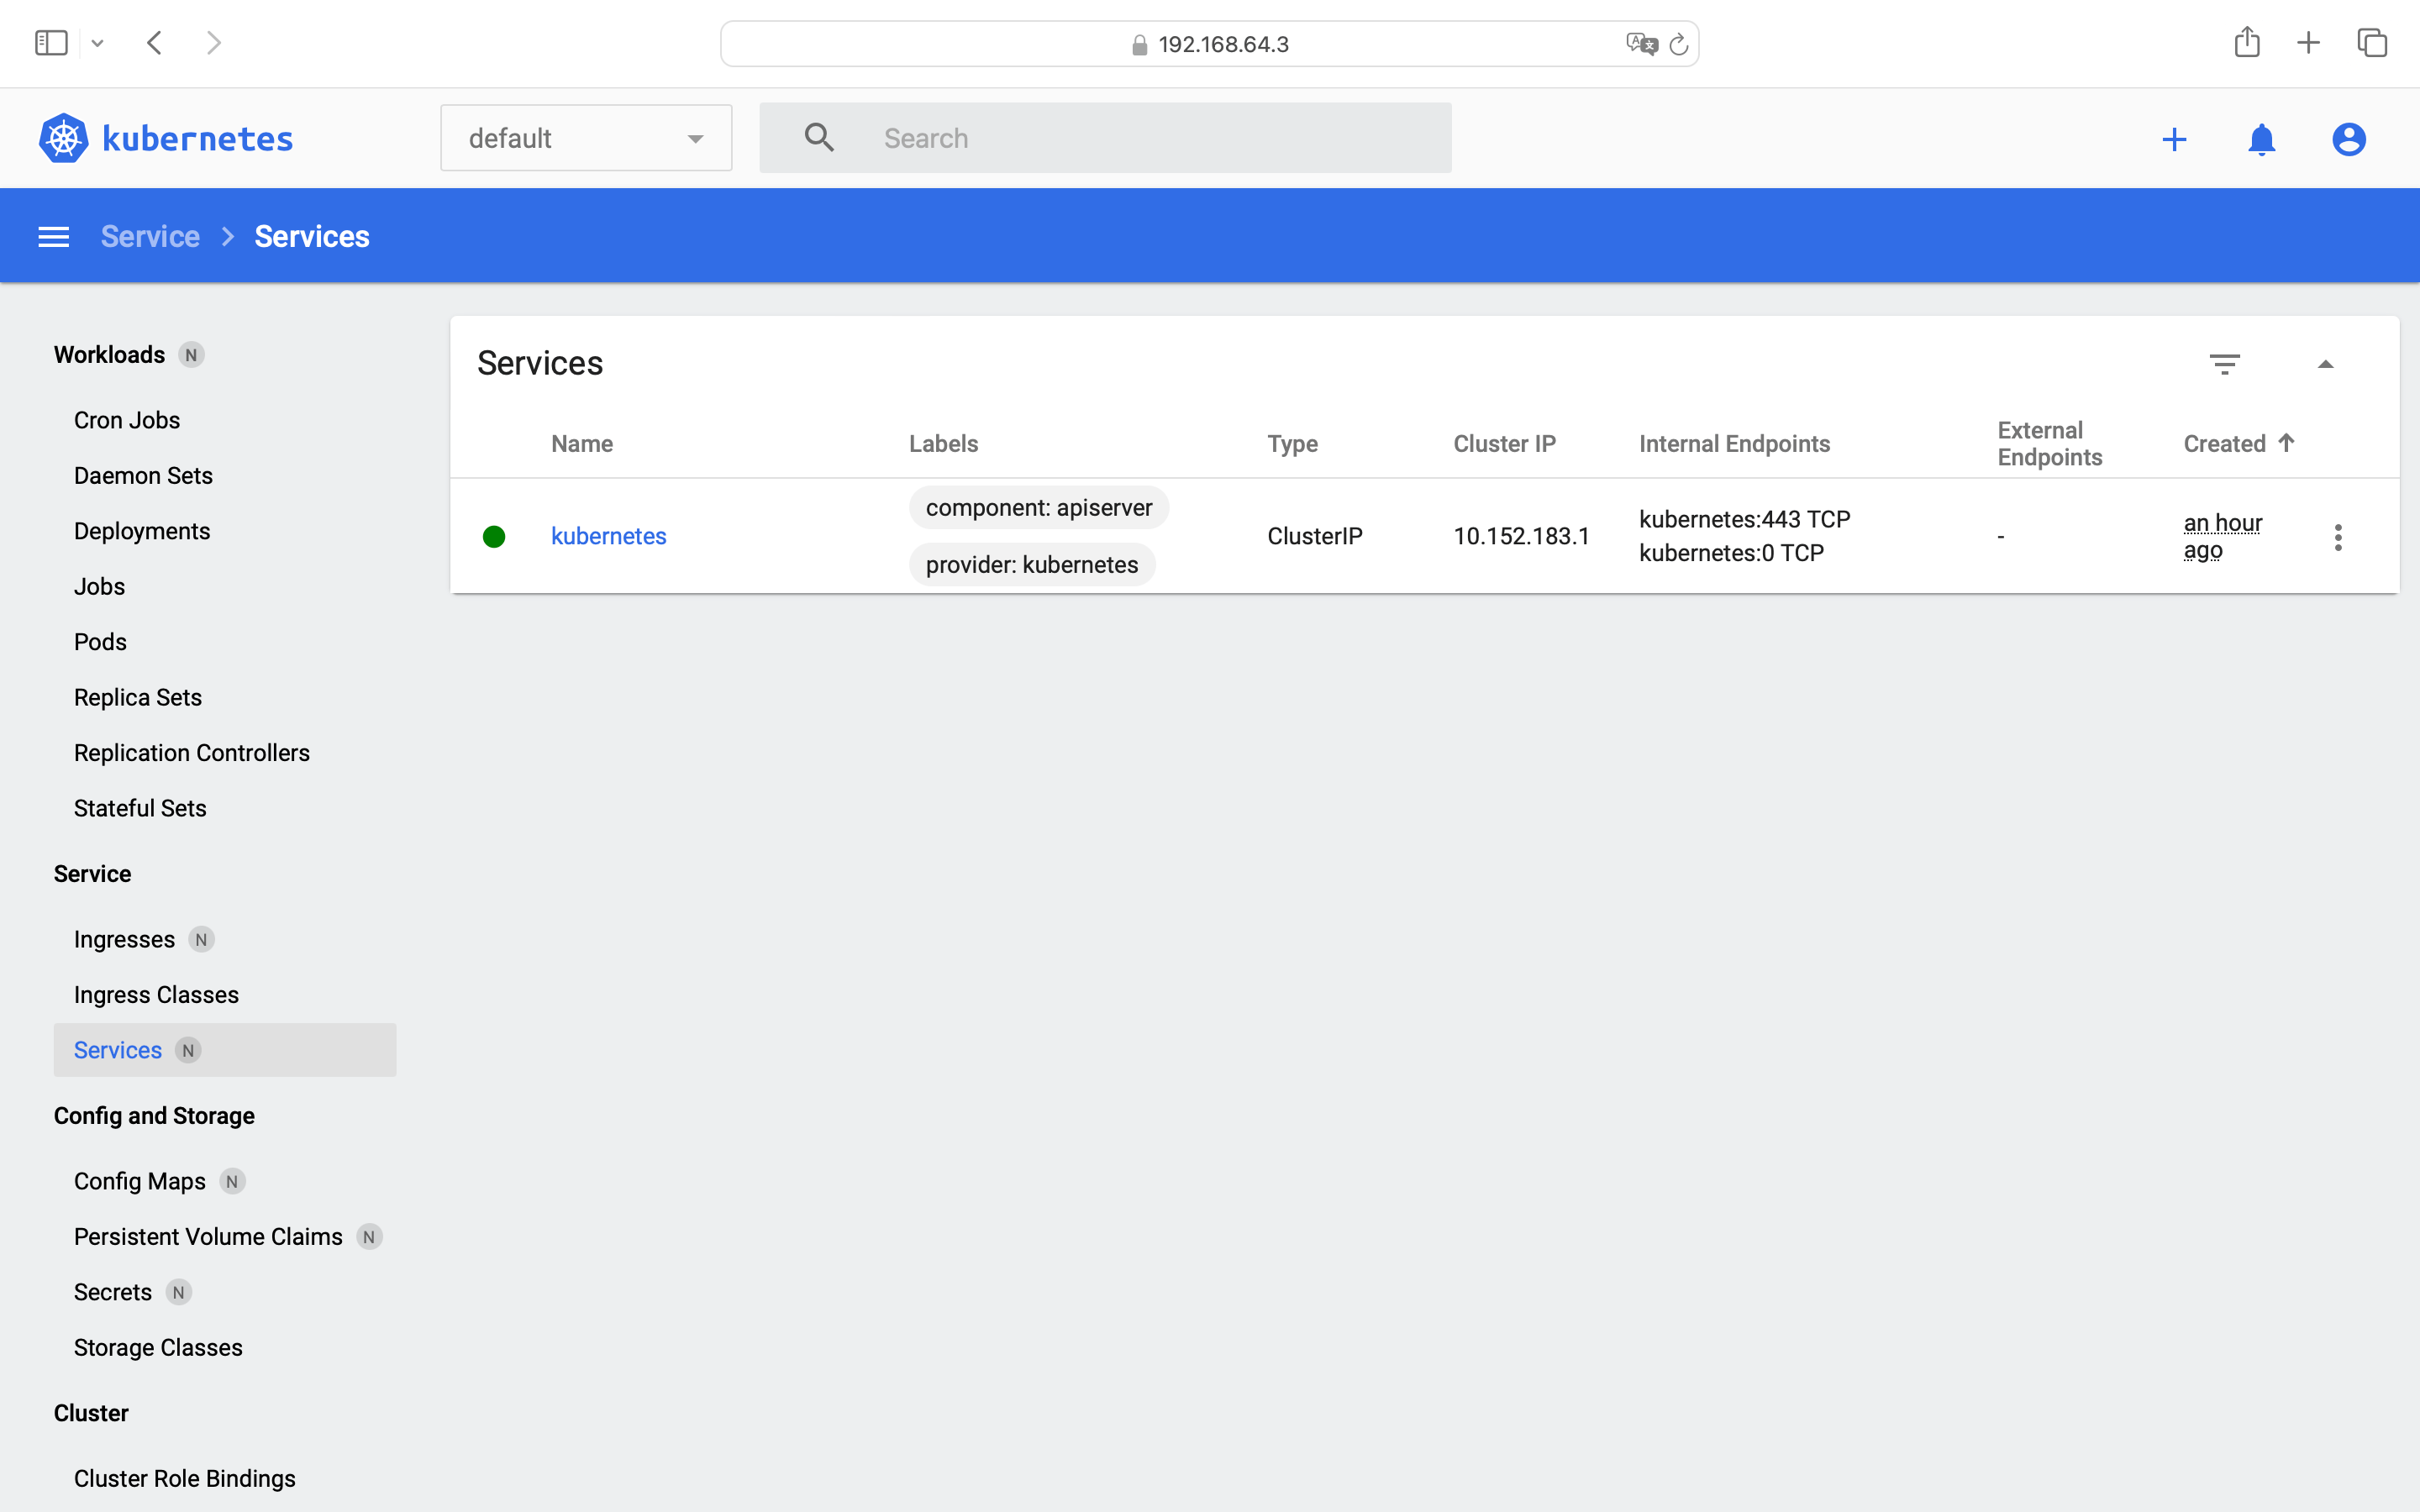 192.168.64.3
kubernetes
default
Search
Service > Services
Workloads N
Cron Jobs
Daemon Sets
Deployments
Jobs
Pods
Replica Sets
Replication Controllers
Stateful Sets
Service
Ingresses N
Ingress Classes
Services N
Config and Storage
Config Maps N
Persistent Volume Claims N
Secrets N
Storage Classes
Cluster
Cluster Role Bindings
Services
Name Labels Type Cluster IP Internal Endpoints External Endpoints Created
kubernetes
component: apiserver
provider: kubernetes
ClusterIP
10.152.183.1
kubernetes:443 TCP
kubernetes:0 TCP
-
an hour
ago